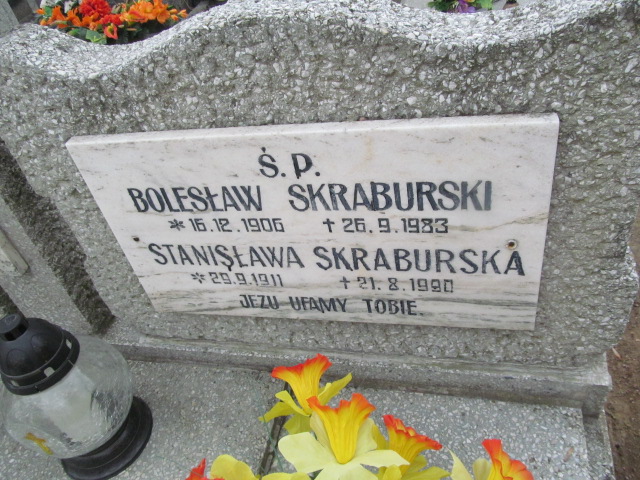 Ś.P.
BOLESŁAW SKRABURSKI
*16.12.1906 †26.9.1983
STANISŁAWA SKRABURSKA
*29.9.1911 †21.8.1990
JEZU UFAMY TOBIE.